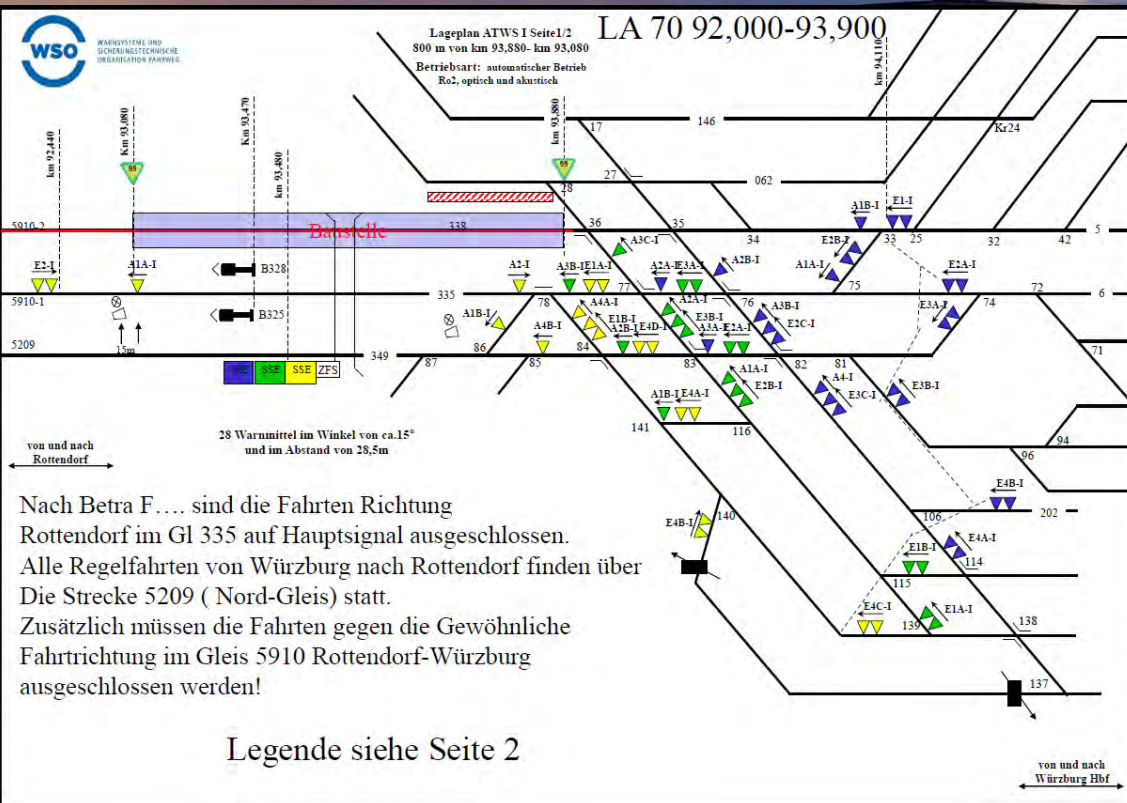 WSO
WARNSYSTEME UND
SICHERUNGSTECHNISCHE
ORGANISATION FAHRWEG
Lageplan ATWS I Seite1/2
800 m von km 93,880- km 93,080
Betriebsart: automatischer Betrieb
Ro2, optisch und akustisch
LA 70 92,000-93,900
km 92,440
Km 93,080
Km 93,470
km 93,480
km 93,880
km 94,110
17
146
Kr24
27
062
28
5910-2
Baustelle
338
36
35
34
A1B-I
E1-I
33
25
32
42
5
E2-I
A1A-I
B328
A2-I
A3B-I
E1A-I
A3C-I
A2A-I
E3A-I
A2B-I
E2B-I
A1A-I
E2A-I
5910-1
335
78
77
76
75
74
72
6
15m
B325
A1B-I
A4B-I
A4A-I
E1B-I
A2B-I
E4D-I
A2A-I
E3B-I
A3A-I
E2A-I
A3B-I
E2C-I
E3A-I
71
5209
349
87
86
85
84
83
82
81
SSE
SSE
ZFS
A1A-I
E2B-I
A4-I
E3C-I
E3B-I
A1B-I
E4A-I
141
116
94
96
28 Warnmittel im Winkel von ca.15°
und im Abstand von 28,5m
von und nach
Rottendorf
E4B-I
140
E4B-I
106
202
E4A-I
E1B-I
114
115
E4C-I
139
E1A-I
138
137
Nach Betra F…. sind die Fahrten Richtung
Rottendorf im Gl 335 auf Hauptsignal ausgeschlossen.
Alle Regelfahrten von Würzburg nach Rottendorf finden über
Die Strecke 5209 ( Nord-Gleis) statt.
Zusätzlich müssen die Fahrten gegen die Gewöhnliche
Fahrtrichtung im Gleis 5910 Rottendorf-Würzburg
ausgeschlossen werden!
Legende siehe Seite 2
von und nach
Würzburg Hbf